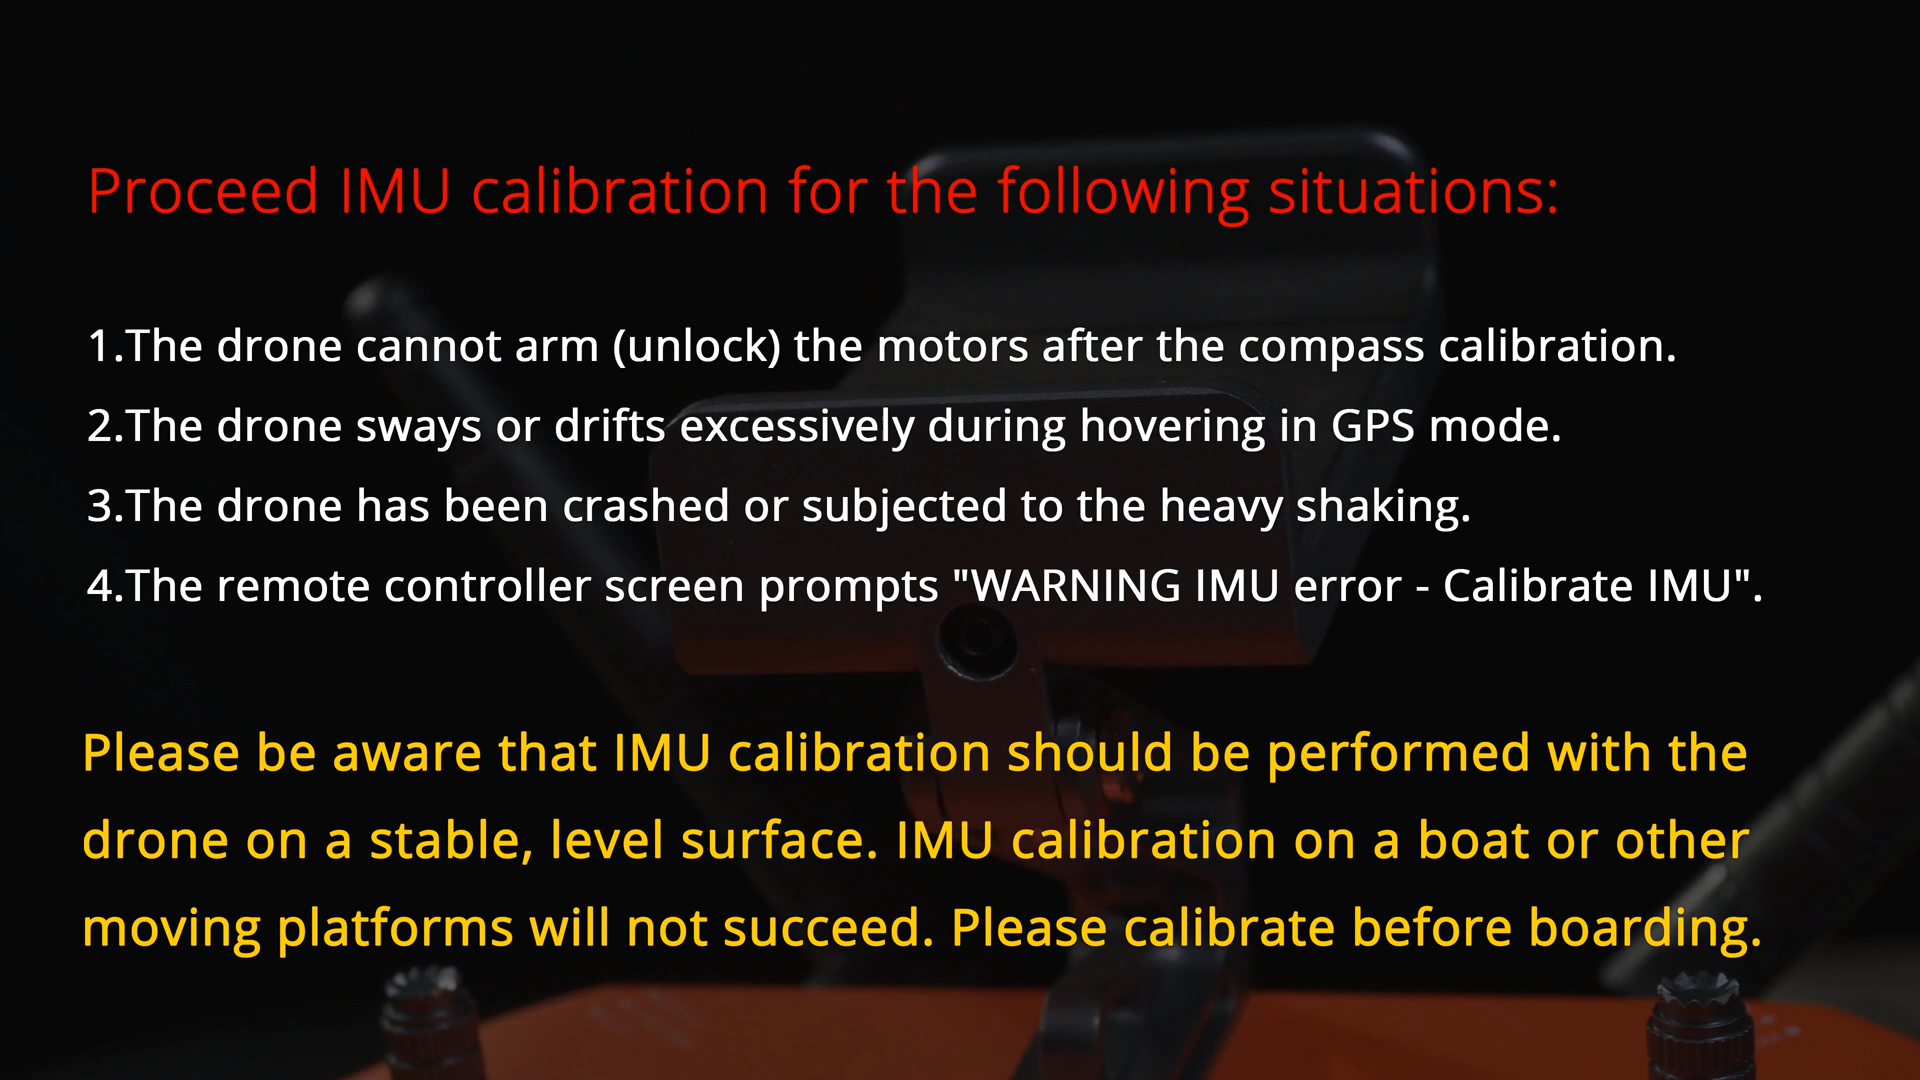 Proceed IMU calibration for the following situations:
1.The drone cannot arm (unlock) the motors after the compass calibration.
2.The drone sways or drifts excessively during hovering in GPS mode.
3.The drone has been crashed or subjected to the heavy shaking.
4.The remote controller screen prompts "WARNING IMU error - Calibrate IMU".
Please be aware that IMU calibration should be performed with the
drone on a stable, level surface. IMU calibration on a boat or other
moving platforms will not succeed. Please calibrate before boarding.